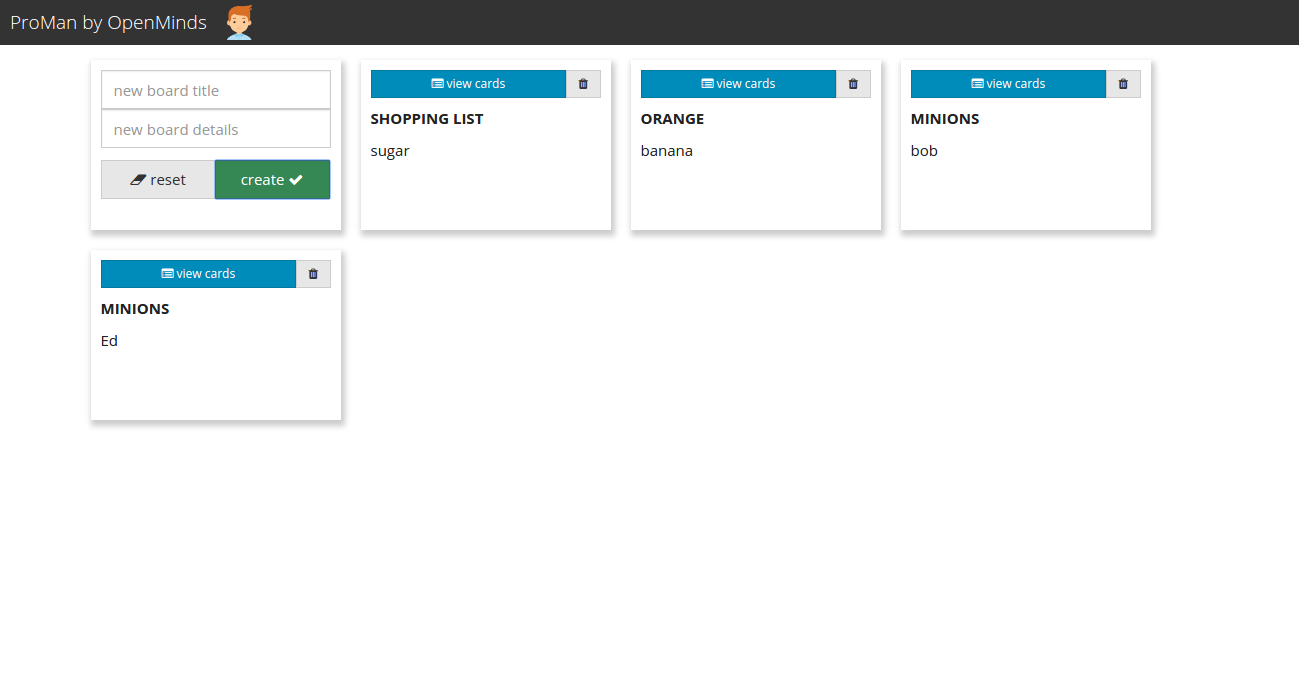 ProMan by OpenMinds
new board title
new board details
reset
create
view cards
SHOPPING LIST
sugar
view cards
ORANGE
banana
view cards
MINIONS
bob
view cards
MINIONS
Ed